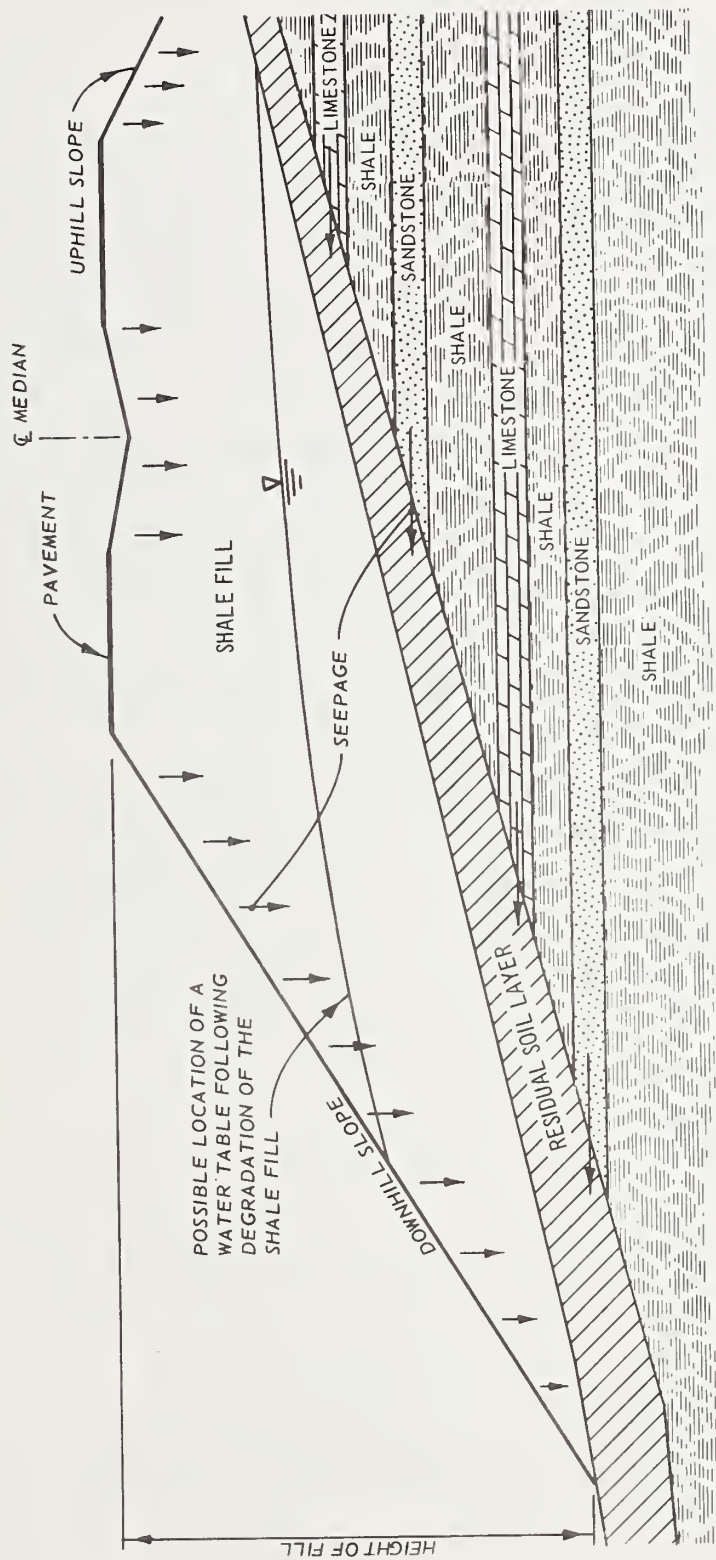 UPHILL SLOPE
℄ MEDIAN
PAVEMENT
SHALE FILL
SEEPAGE
POSSIBLE LOCATION OF A
WATER TABLE FOLLOWING
DEGRADATION OF THE
SHALE FILL
DOWNHILL SLOPE
HEIGHT OF FILL
RESIDUAL SOIL LAYER
LIMESTONE
SHALE
SANDSTONE
SHALE
LIMESTONE
SHALE
SANDSTONE
SHALE